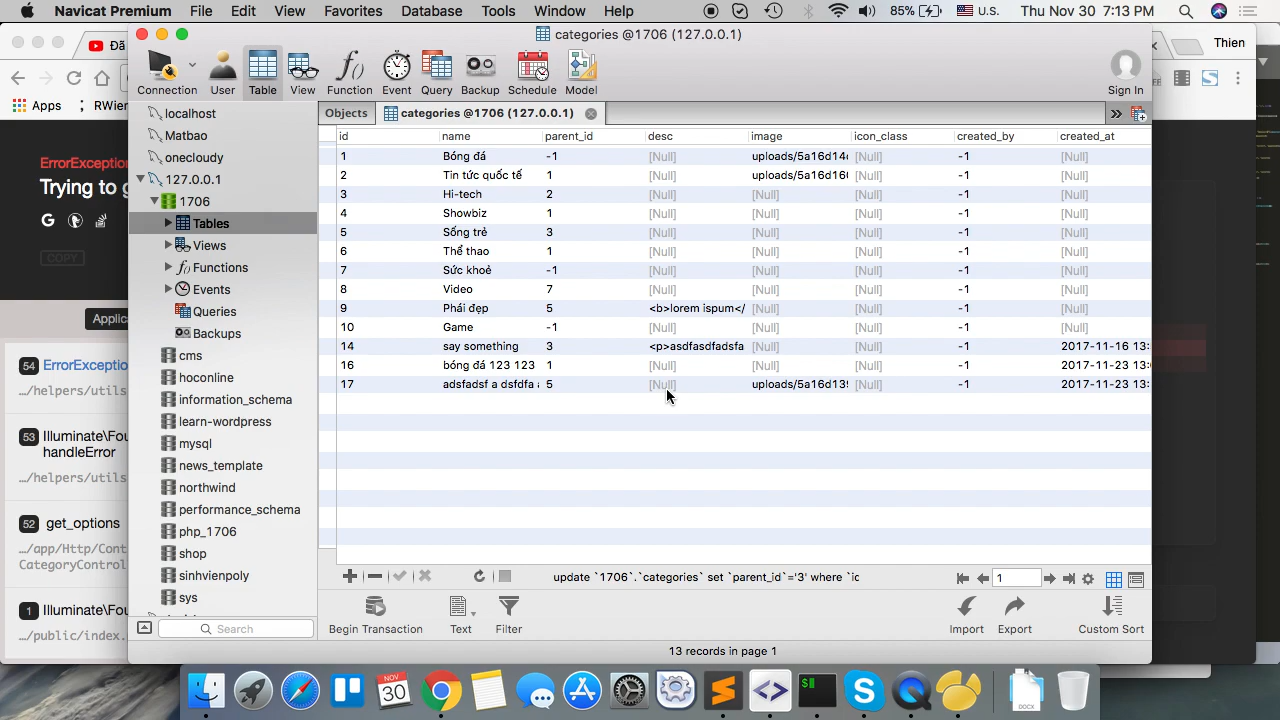 Navicat Premium File Edit View Favorites Database Tools Window Help 85% U.S. Thu Nov 30 7:13 PM
Đã
Thien
Apps RWier
ErrorException
Trying to g
COPY
Applic
54 ErrorExceptio
…/helpers/utils
53 Illuminate\Fou
handleError
…/helpers/utils
52 get_options
…/app/Http/Cont
CategoryControl
1 Illuminate\Fou
…/public/index.
categories @1706 (127.0.0.1)
Connection User Table View Function Event Query Backup Schedule Model Sign In
localhost
Matbao
onecloudy
127.0.0.1
1706
Tables
Views
Functions
Events
Queries
Backups
cms
hoconline
information_schema
learn-wordpress
mysql
news_template
northwind
performance_schema
php_1706
shop
sinhvienpoly
sys
Search
Objects categories @1706 (127.0.0.1)
id name parent_id desc image icon_class created_by created_at
1 Bóng đá -1 [Null] uploads/5a16d14 [Null] -1 [Null]
2 Tin tức quốc tế 1 [Null] uploads/5a16d16 [Null] -1 [Null]
3 Hi-tech 2 [Null] [Null] [Null] -1 [Null]
4 Showbiz 1 [Null] [Null] [Null] -1 [Null]
5 Sống trẻ 3 [Null] [Null] [Null] -1 [Null]
6 Thể thao 1 [Null] [Null] [Null] -1 [Null]
7 Sức khoẻ -1 [Null] [Null] [Null] -1 [Null]
8 Video 7 [Null] [Null] [Null] -1 [Null]
9 Phái đẹp 5 <b>lorem ispum</ [Null] [Null] -1 [Null]
10 Game -1 [Null] [Null] [Null] -1 [Null]
14 say something 3 <p>asdfasdfadsfa [Null] [Null] -1 2017-11-16 13:
16 bóng đá 123 123 1 [Null] [Null] [Null] -1 2017-11-23 13:
17 adsfadsf a dsfdfa 5 [Null] uploads/5a16d13 [Null] -1 2017-11-23 13:
update `1706`.`categories` set `parent_id`='3' where `ic
1
Begin Transaction Text Filter Import Export Custom Sort
13 records in page 1
NOV
30
DOCX